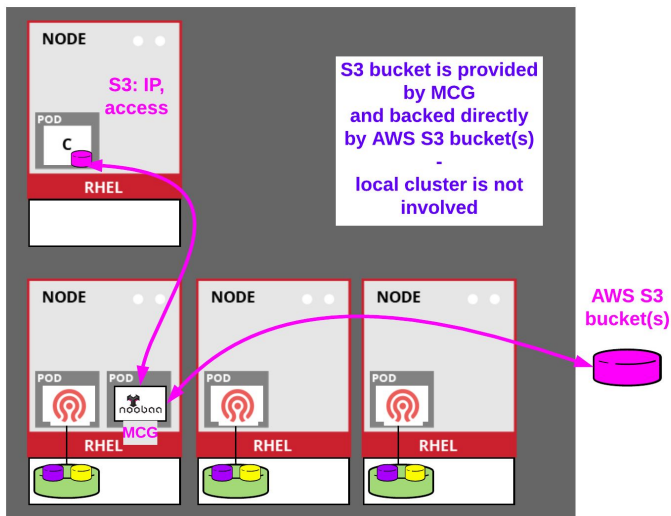 NODE
S3: IP,
access
POD
C
RHEL
S3 bucket is provided
by MCG
and backed directly
by AWS S3 bucket(s)
-
local cluster is not
involved
NODE
NODE
NODE
AWS S3
bucket(s)
POD
POD
POD
POD
noobaa
MCG
RHEL
RHEL
RHEL